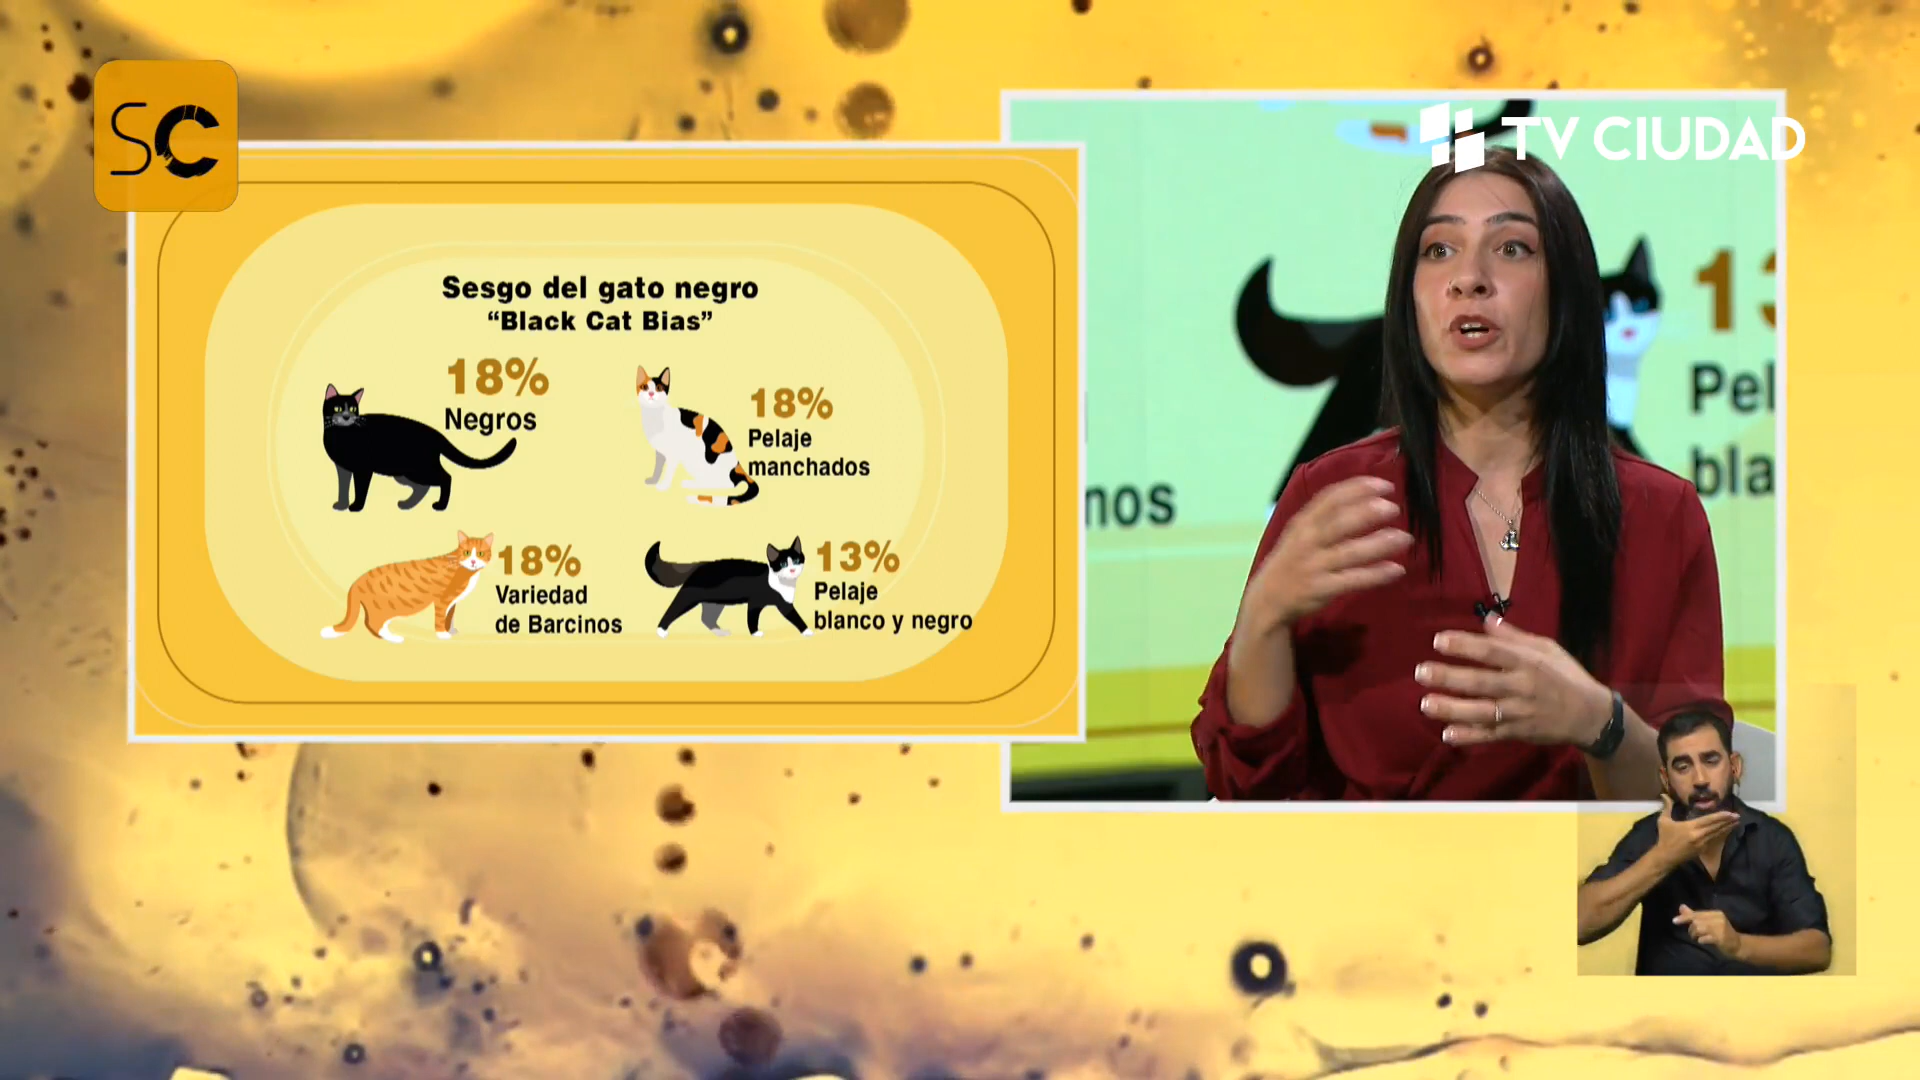 SC
TV CIUDAD
Sesgo del gato negro
“Black Cat Bias”
18%
Negros
18%
Pelaje
manchados
18%
Variedad
de Barcinos
13%
Pelaje
blanco y negro
13
Pel
bla
nos